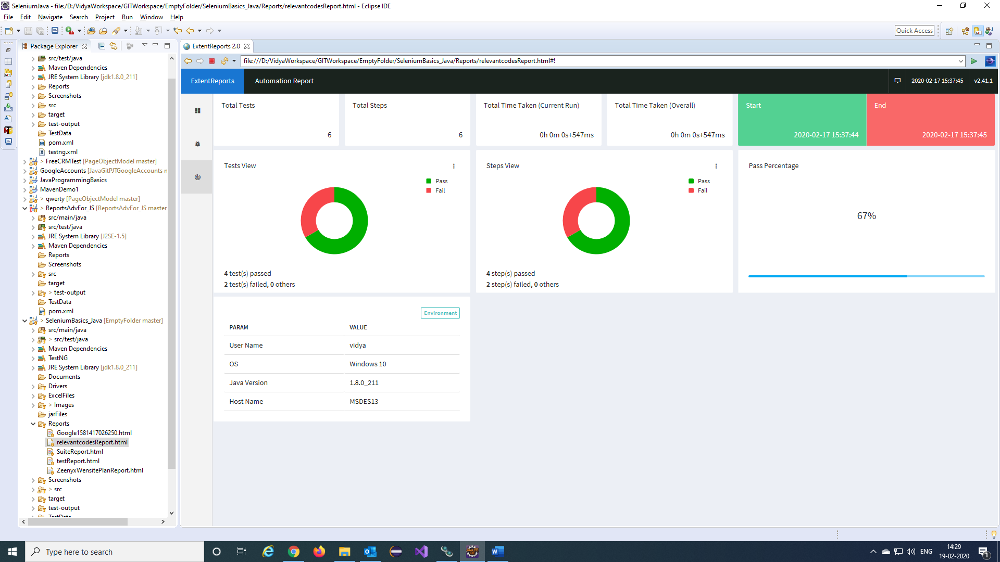 SeleniumJava - file:/D:/VidyaWorkspace/GITWorkspace/EmptyFolder/SeleniumBasics_Java/Reports/relevantcodesReport.html - Eclipse IDE
File Edit Navigate Search Project Run Window Help
Quick Access
Package Explorer
src/test/java
Maven Dependencies
JRE System Library [jdk1.8.0_211]
Reports
Screenshots
src
target
test-output
TestData
pom.xml
testng.xml
> FreeCRMTest [PageObjectModel master]
GoogleAccounts [JavaGitPJTGoogleAccounts
JavaProgrammingBasics
MavenDemo1
> qwerty [PageObjectModel master]
> ReportsAdvFor_JS [ReportsAdvFor_JS master
src/main/java
src/test/java
JRE System Library [J2SE-1.5]
Maven Dependencies
Reports
Screenshots
src
target
> test-output
TestData
pom.xml
> SeleniumBasics_Java [EmptyFolder master]
src/main/java
> src/test/java
Maven Dependencies
TestNG
JRE System Library [jdk1.8.0_211]
Documents
Drivers
ExcelFiles
> Images
jarFiles
Reports
Google1581417026250.html
relevantcodesReport.html
SuiteReport.html
testReport.html
ZeenyxWensitePlanReport.html
Screenshots
> src
target
test-output
TestData
ExtentReports 2.0
file:///D:/VidyaWorkspace/GITWorkspace/EmptyFolder/SeleniumBasics_Java/Reports/relevantcodesReport.html#!
ExtentReports Automation Report 2020-02-17 15:37:45 v2.41.1
Total Tests
6
Total Steps
6
Total Time Taken (Current Run)
0h 0m 0s+547ms
Total Time Taken (Overall)
0h 0m 0s+547ms
Start
2020-02-17 15:37:44
End
2020-02-17 15:37:45
Tests View
Pass
Fail
4 test(s) passed
2 test(s) failed, 0 others
Steps View
Pass
Fail
4 step(s) passed
2 step(s) failed, 0 others
Pass Percentage
67%
Environment
PARAM VALUE
User Name vidya
OS Windows 10
Java Version 1.8.0_211
Host Name MSDES13
Type here to search
ENG
14:29
19-02-2020
1